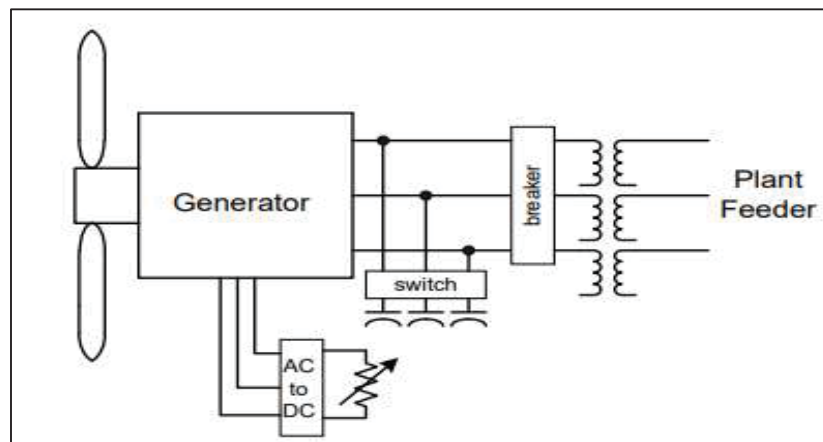 Generator
breaker
Plant
Feeder
switch
AC
to
DC